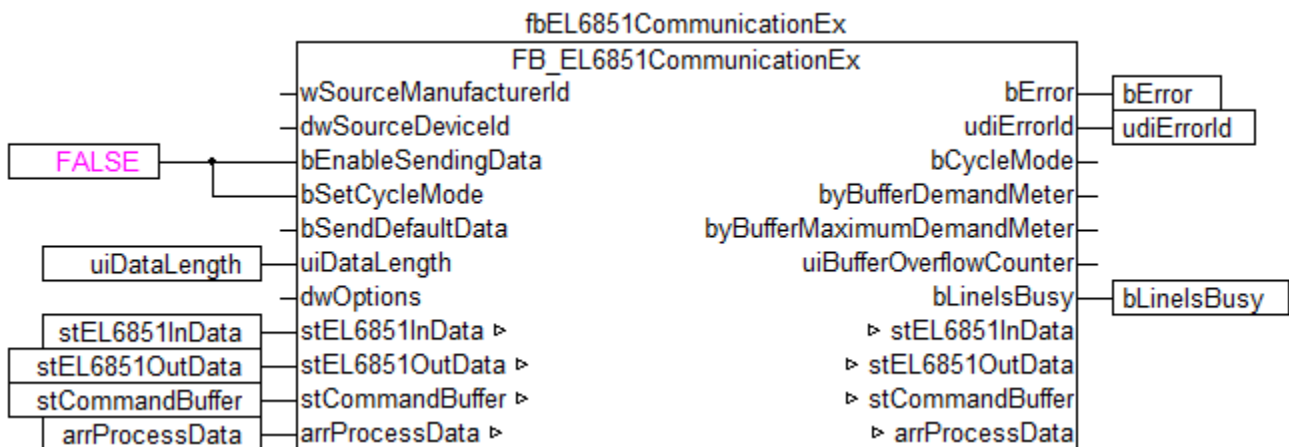 fbEL6851CommunicationEx
FB_EL6851CommunicationEx
wSourceManufacturerId bError bError
dwSourceDeviceId udiErrorId udiErrorId
FALSE bEnableSendingData bCycleMode
bSetCycleMode byBufferDemandMeter
bSendDefaultData byBufferMaximumDemandMeter
uiDataLength uiDataLength uiBufferOverflowCounter
dwOptions bLineIsBusy bLineIsBusy
stEL6851InData stEL6851InData stEL6851InData
stEL6851OutData stEL6851OutData stEL6851OutData
stCommandBuffer stCommandBuffer stCommandBuffer
arrProcessData arrProcessData arrProcessData